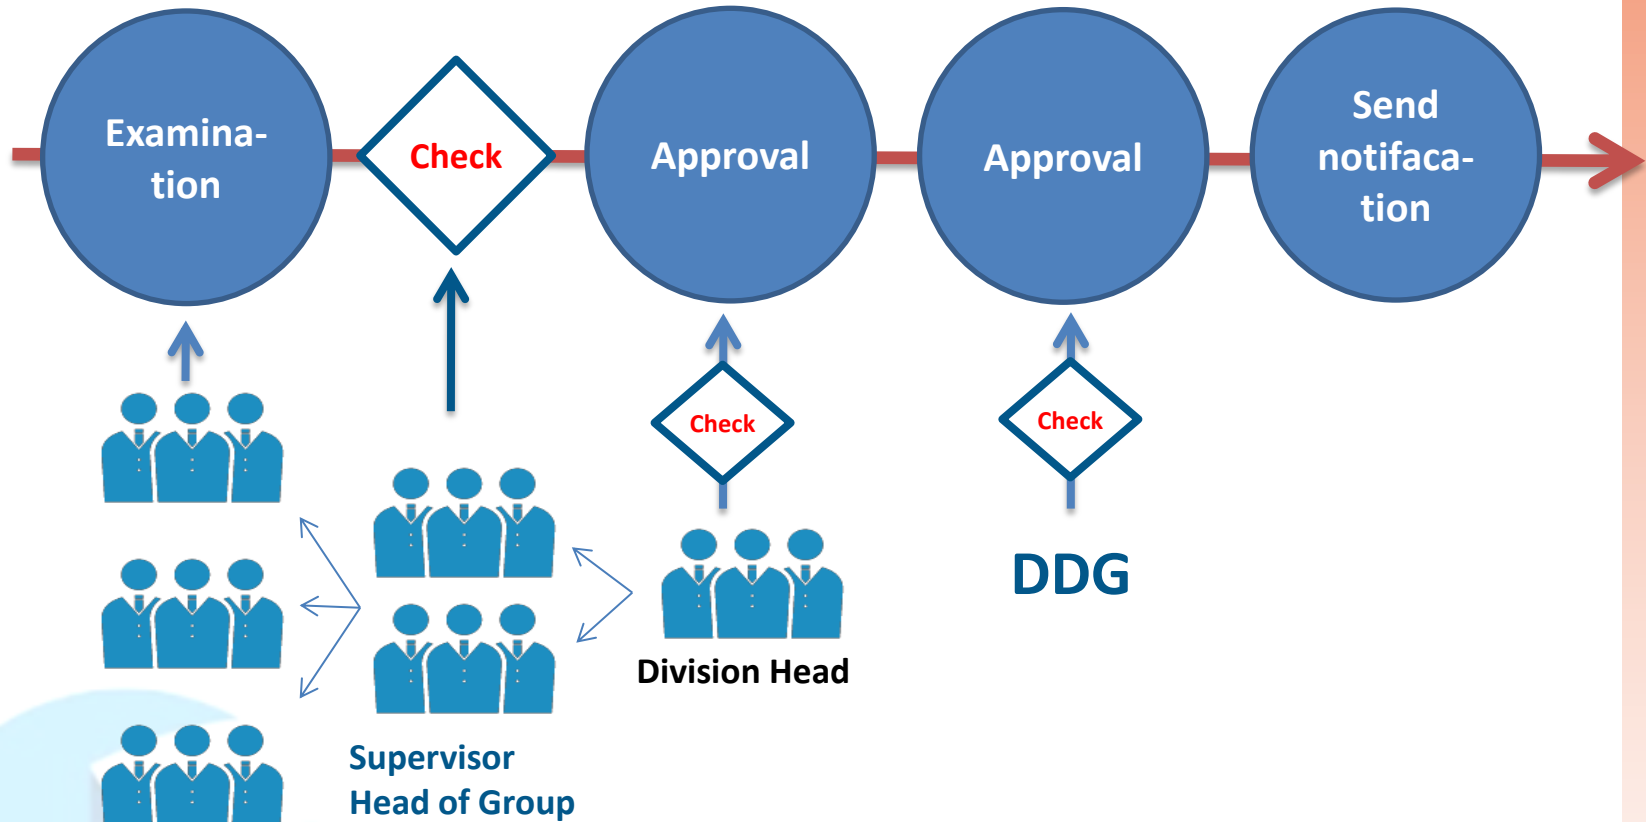 Examina-
tion
Check
Approval
Approval
Send
notifaca-
tion
Check
Check
DDG
Division Head
Supervisor
Head of Group